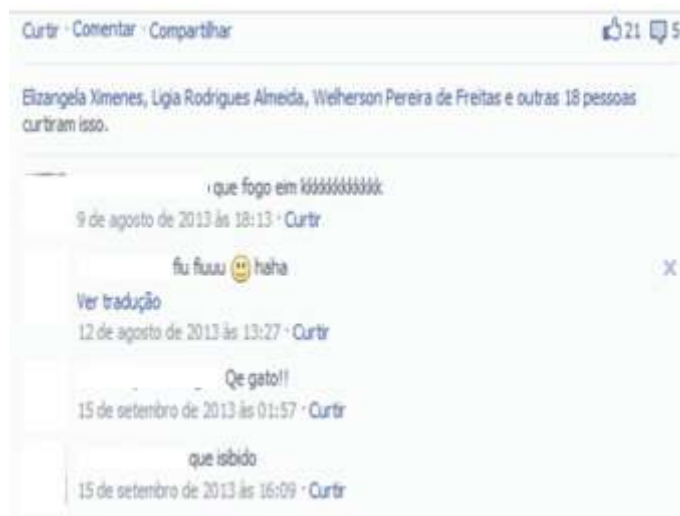 Curtir · Comentar · Compartilhar 21 5
Elizangela Ximenes, Ligia Rodrigues Almeida, Welherson Pereira de Freitas e outras 18 pessoas
curtiram isso.
que fogo eim kkkkkkkkkkkk
9 de agosto de 2013 às 18:13 · Curtir
fiu fiuuu haha
Ver tradução
12 de agosto de 2013 às 13:27 · Curtir
Qe gato!!
15 de setembro de 2013 às 01:57 · Curtir
que isibido
15 de setembro de 2013 às 16:09 · Curtir